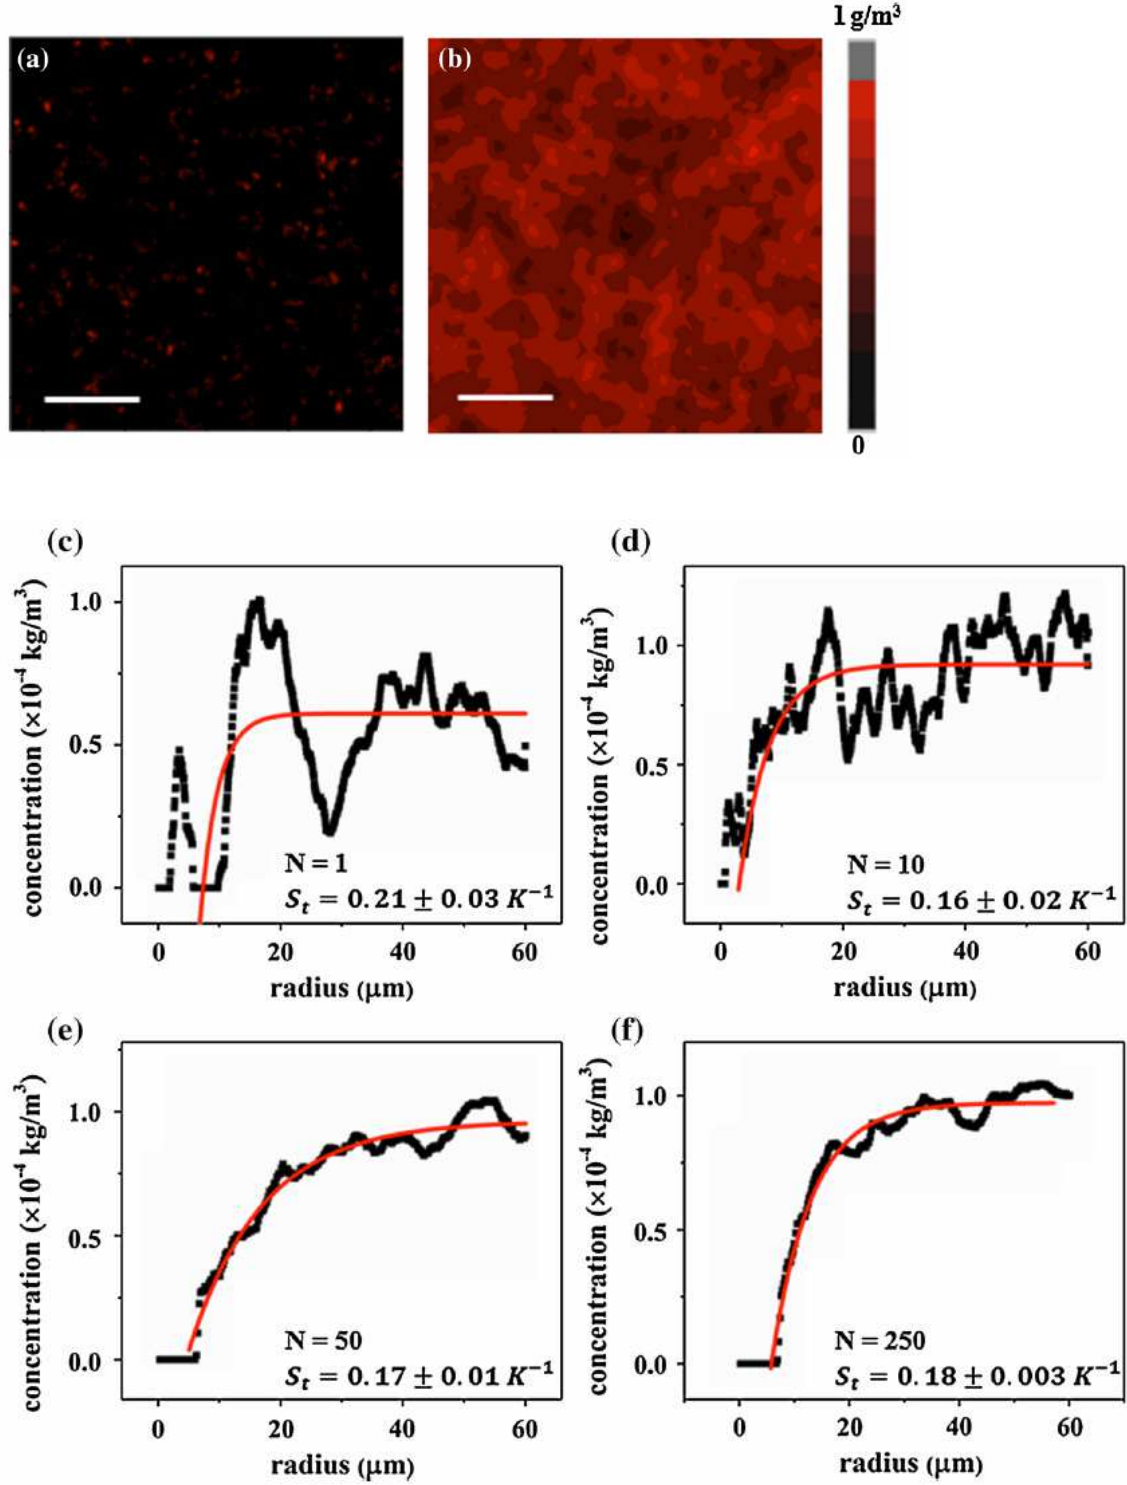 1 g/m³
(a)
(b)
0
(c)
(d)
concentration (×10⁻⁴ kg/m³)
1.0
0.5
0.0
N = 1
Sₜ = 0.21 ± 0.03 K⁻¹
0 20 40 60
radius (μm)
concentration (×10⁻⁴ kg/m³)
1.0
0.5
0.0
N = 10
Sₜ = 0.16 ± 0.02 K⁻¹
0 20 40 60
radius (μm)
(e)
(f)
concentration (×10⁻⁴ kg/m³)
1.0
0.5
0.0
N = 50
Sₜ = 0.17 ± 0.01 K⁻¹
0 20 40 60
radius (μm)
concentration (×10⁻⁴ kg/m³)
1.0
0.5
0.0
N = 250
Sₜ = 0.18 ± 0.003 K⁻¹
0 20 40 60
radius (μm)